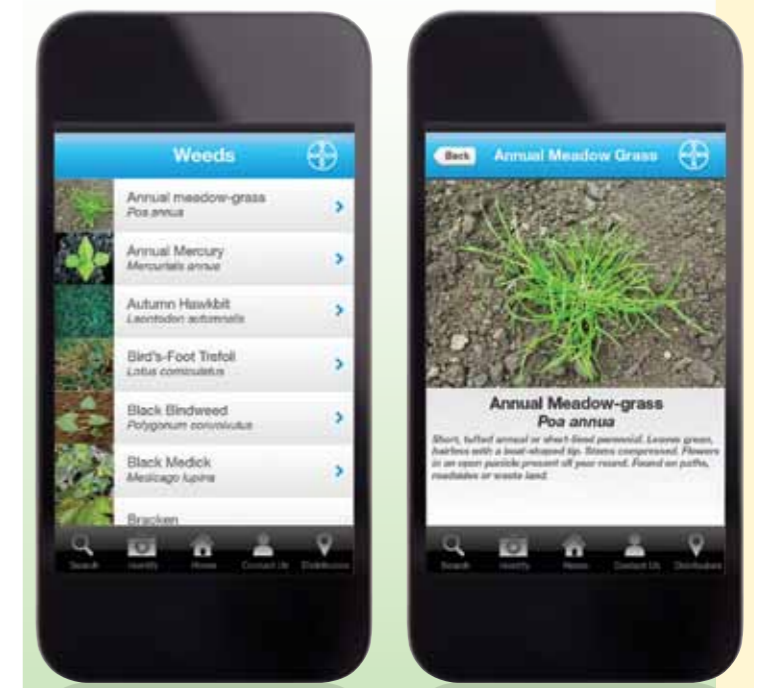 Weeds
Annual meadow-grass
Poa annua
Annual Mercury
Mercurialis annua
Autumn Hawkbit
Leontodon autumnalis
Bird's-Foot Trefoil
Lotus corniculatus
Black Bindweed
Polygonum convolvulus
Black Medick
Medicago lupina
Bracken
Search
Identify
Home
Contact Us
Distributors
Back
Annual Meadow Grass
Annual Meadow-grass
Poa annua
Short, tufted annual or short-lived perennial. Leaves green,
hairless with a boat-shaped tip. Stems compressed. Flowers
in an open panicle present all year round. Found on paths,
roadsides or waste land.
Search
Identify
Home
Contact Us
Distributors